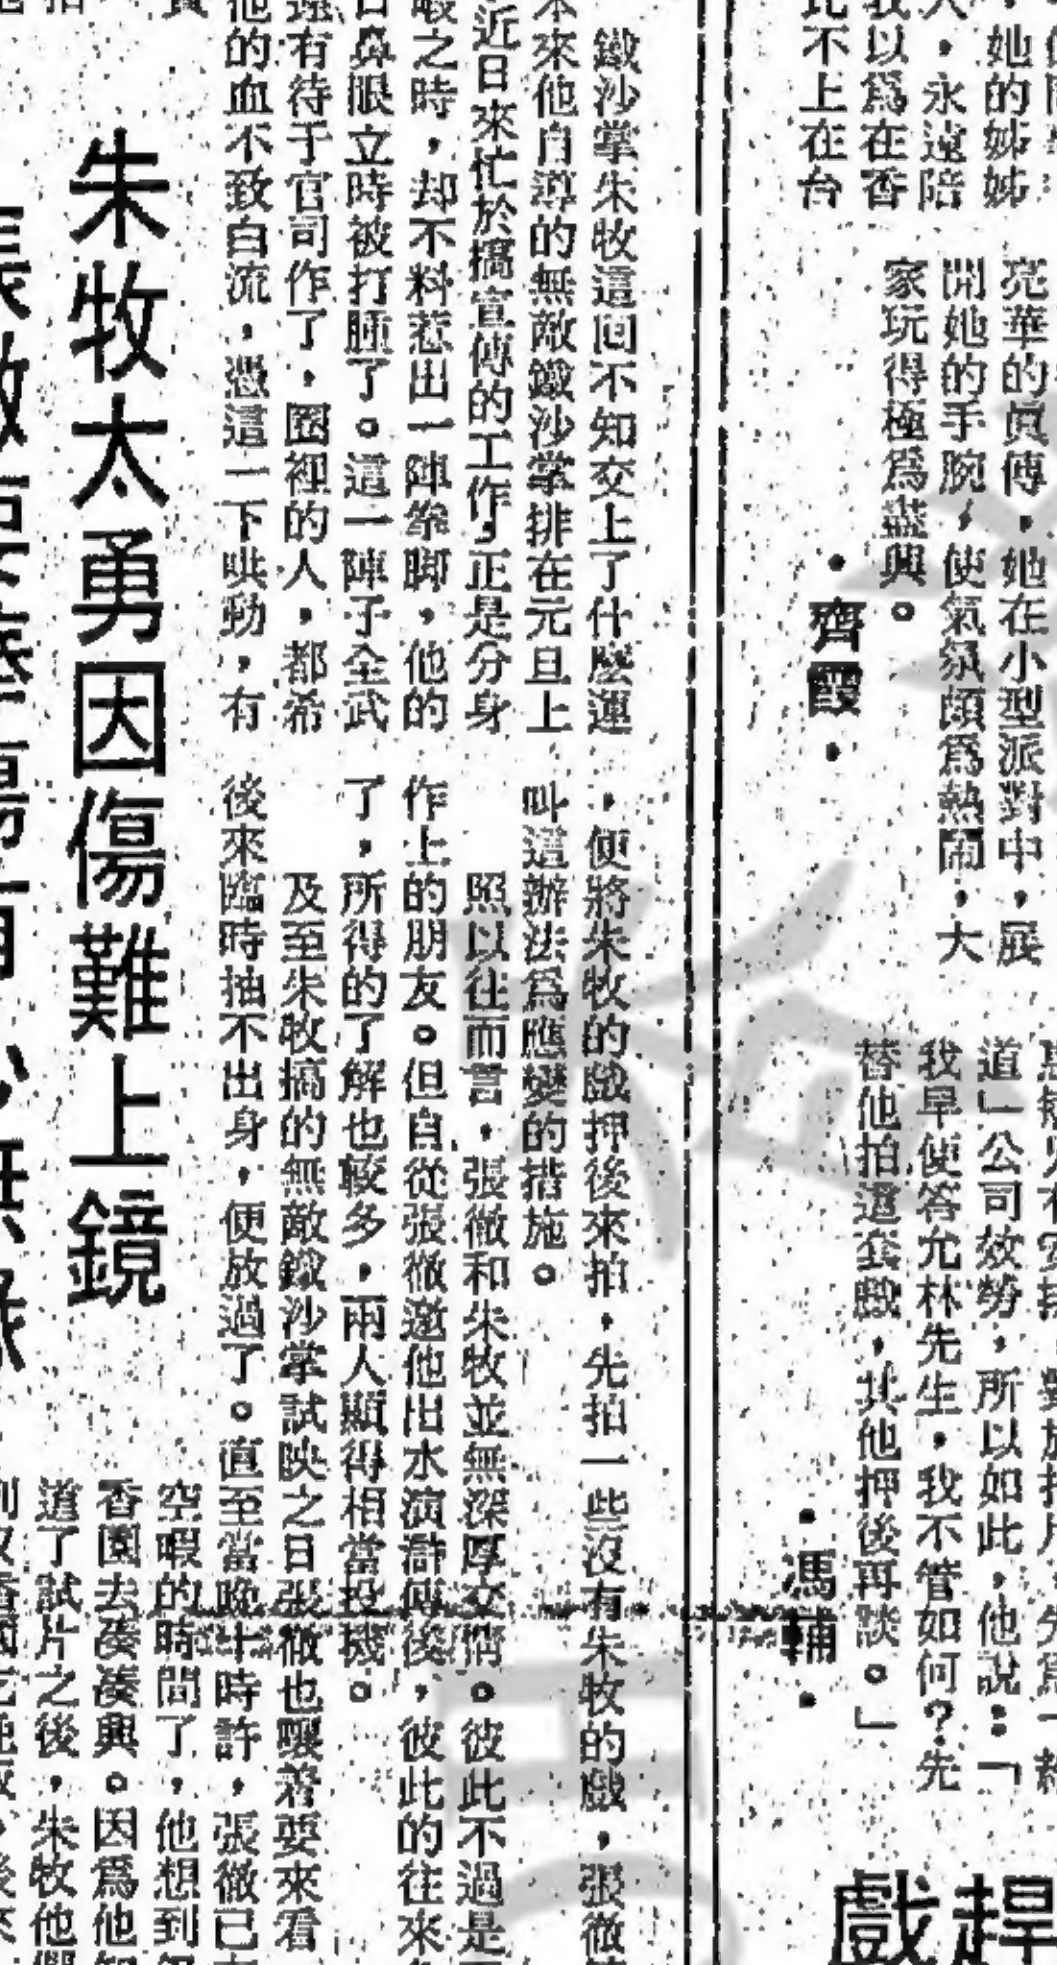 她的姊姊
人，永遠陪
我以爲在香
比不上在台
亮華的眞傳，她在小型派對中，展
開她的手腕，使氣氛頗爲熱鬧，大
家玩得極爲盡興。
·齊霞·
道」公司效勞，所以如此，他說：「
我早便答允林先生，我不管如何？先
替他拍這套戲，其他押後再談。」
·馮輔·
趕
戲
鐵沙掌朱牧這回不知交上了什麼運
本來他自導的無敵鐵沙掌排在元旦上
近日來忙於搞宣傳的工作，正是分身
暇之時，却不料惹出一陣拳脚，他的
鼻眼立時被打腫了。這一陣子全武
還有待于官司作了，圈裡的人，都希
他的血不致白流，憑這一下哄動，有
，便將朱牧的戲押後來拍，先拍一些沒有朱牧的戲，張徹
叫這辦法爲應變的措施。
照以往而言，張徹和朱牧並無深厚交情。彼此不過是
作上的朋友。但自從張徹邀他出水演滸傳後，彼此的往來
了，所得的了解也較多，兩人顯得相當投機。
及至朱牧搞的無敵鐵沙掌試映之日張徹也嚷着要來看
後來臨時抽不出身，便放過了。直至當晚十時許，張徹已
空暇的時間了，他想到
香園去湊湊興。因爲他知
道了試片之後，朱牧他們
朱牧太勇因傷難上鏡